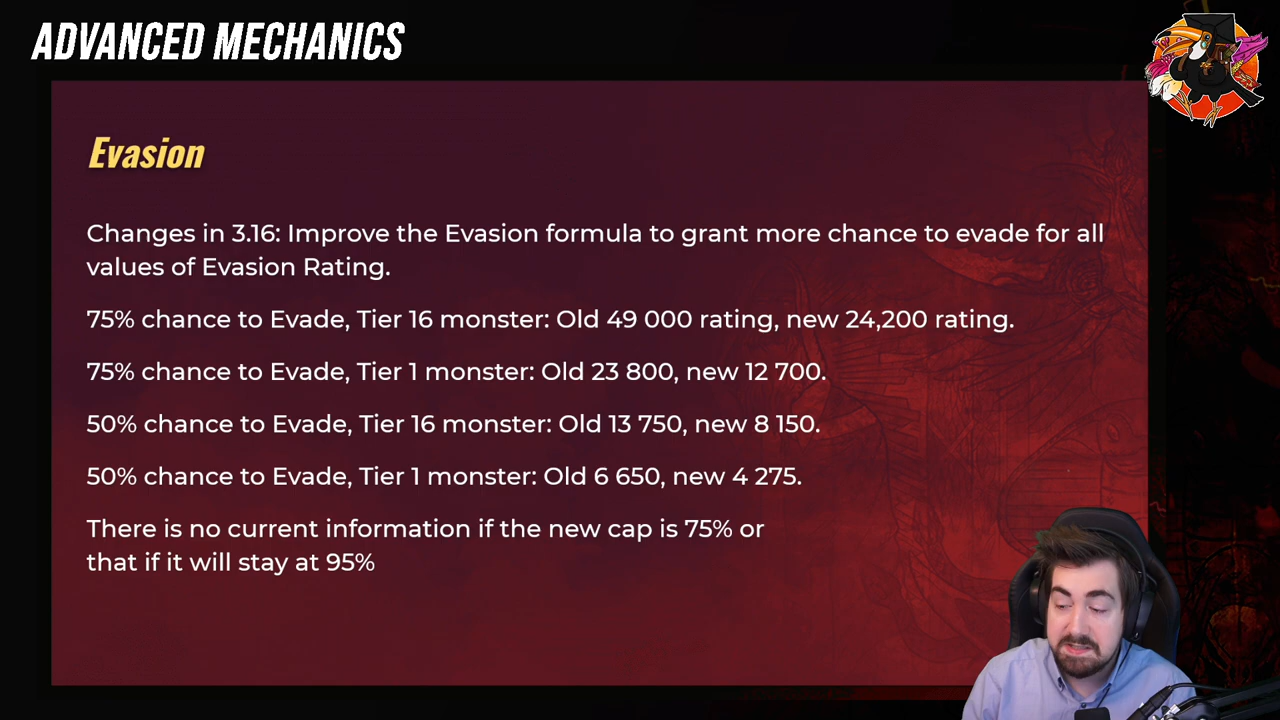 ADVANCED MECHANICS
Evasion
Changes in 3.16: Improve the Evasion formula to grant more chance to evade for all
values of Evasion Rating.
75% chance to Evade, Tier 16 monster: Old 49 000 rating, new 24,200 rating.
75% chance to Evade, Tier 1 monster: Old 23 800, new 12 700.
50% chance to Evade, Tier 16 monster: Old 13 750, new 8 150.
50% chance to Evade, Tier 1 monster: Old 6 650, new 4 275.
There is no current information if the new cap is 75% or
that if it will stay at 95%